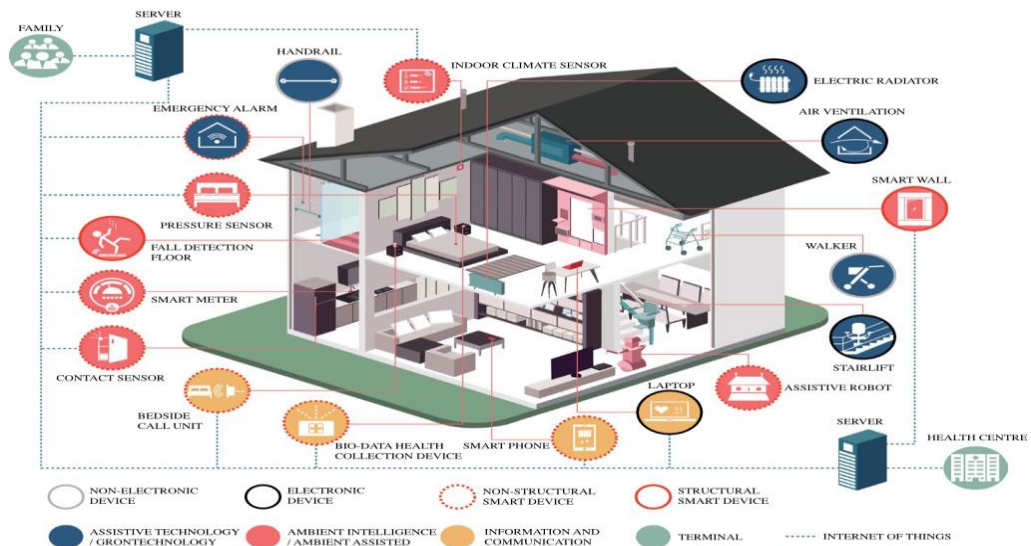 FAMILY
SERVER
HANDRAIL
INDOOR CLIMATE SENSOR
ELECTRIC RADIATOR
EMERGENCY ALARM
AIR VENTILATION
PRESSURE SENSOR
SMART WALL
FALL DETECTION
FLOOR
WALKER
SMART METER
STAIRLIFT
CONTACT SENSOR
ASSISTIVE ROBOT
LAPTOP
BEDSIDE
CALL UNIT
BIO-DATA HEALTH
COLLECTION DEVICE
SMART PHONE
SERVER
HEALTH CENTRE
NON-ELECTRONIC
DEVICE
ELECTRONIC
DEVICE
NON-STRUCTURAL
SMART DEVICE
STRUCTURAL
SMART DEVICE
ASSISTIVE TECHNOLOGY
/ GRONTECHNOLOGY
AMBIENT INTELLIGENCE
/ AMBIENT ASSISTED
INFORMATION AND
COMMUNICATION
TERMINAL
INTERNET OF THINGS